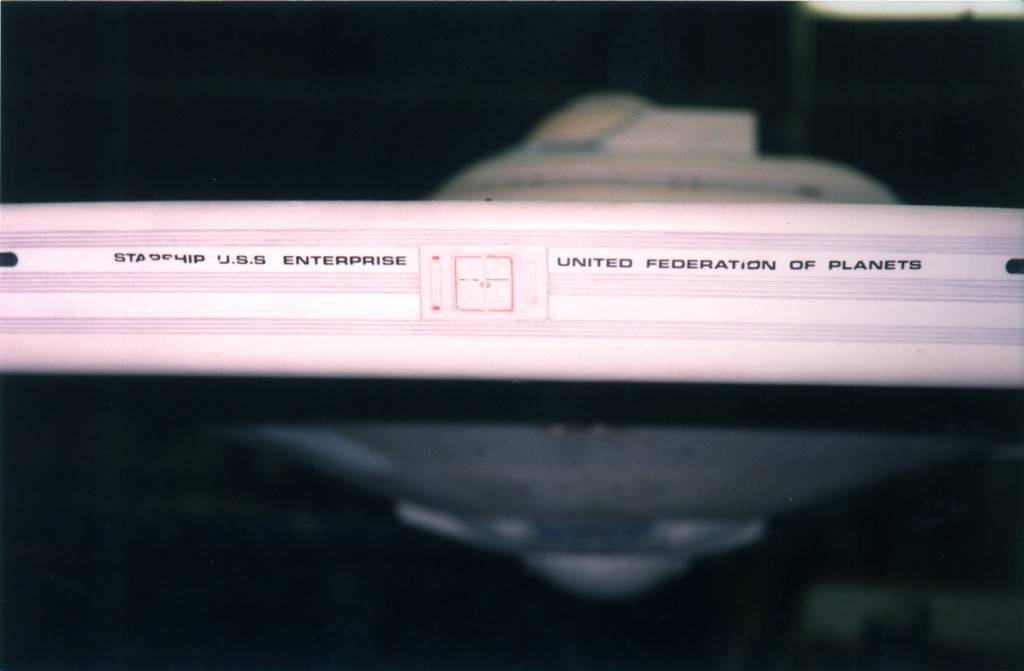 STARSHIP U.S.S ENTERPRISE
UNITED FEDERATION OF PLANETS